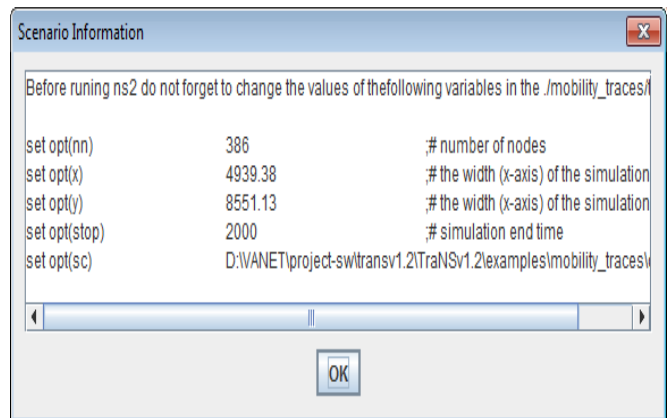 Scenario Information
Before runing ns2 do not forget to change the values of thefollowing variables in the ./mobility_traces/
set opt(nn) 386 ;# number of nodes
set opt(x) 4939.38 ;# the width (x-axis) of the simulation
set opt(y) 8551.13 ;# the width (x-axis) of the simulation
set opt(stop) 2000 ;# simulation end time
set opt(sc) D:\VANET\project-sw\transv1.2\TraNSv1.2\examples\mobility_traces\
OK